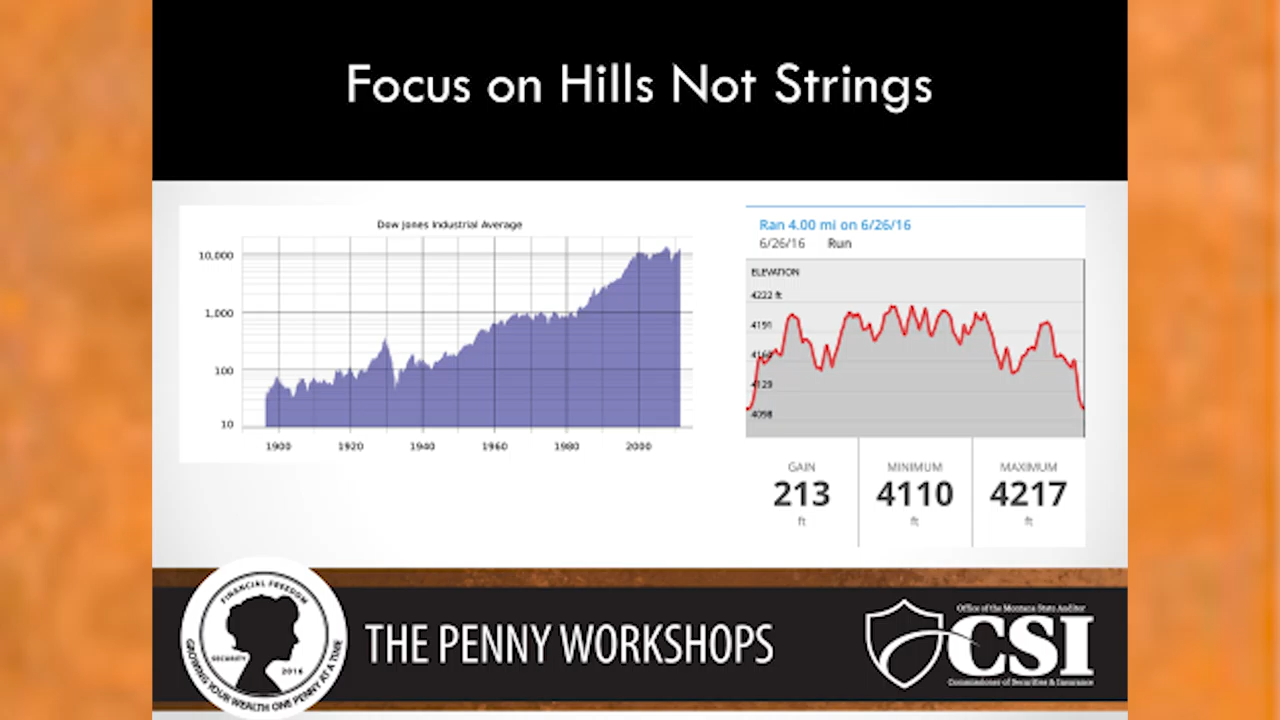 Focus on Hills Not Strings
Dow Jones Industrial Average
10,000
1,000
100
10
1900 1920 1940 1960 1980 2000
Ran 4.00 mi on 6/26/16
6/26/16 Run
ELEVATION
4222 ft
4191
4160
4129
4098
GAIN MINIMUM MAXIMUM
213 4110 4217
ft ft ft
FINANCIAL FREEDOM
SECURITY
2016
GROWING YOUR WEALTH ONE PENNY AT A TIME
THE PENNY WORKSHOPS
Office of the Montana State Auditor
CSI
Commissioner of Securities & Insurance